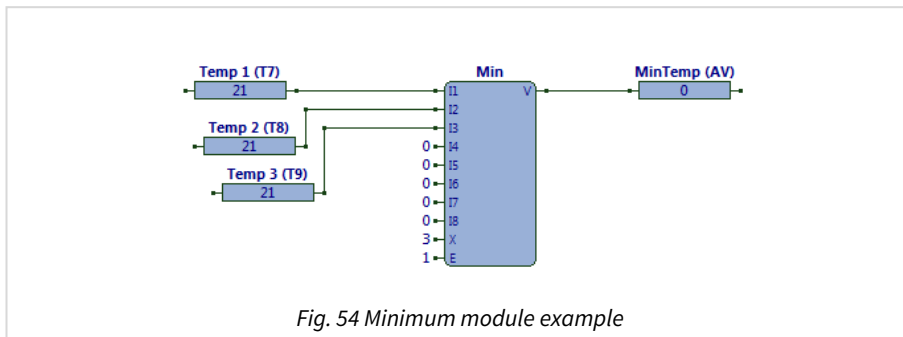 Temp 1 (T7)
21
Temp 2 (T8)
21
Temp 3 (T9)
21
Min
I1 V
I2
I3
0 I4
0 I5
0 I6
0 I7
0 I8
3 X
1 E
MinTemp (AV)
0
Fig. 54 Minimum module example